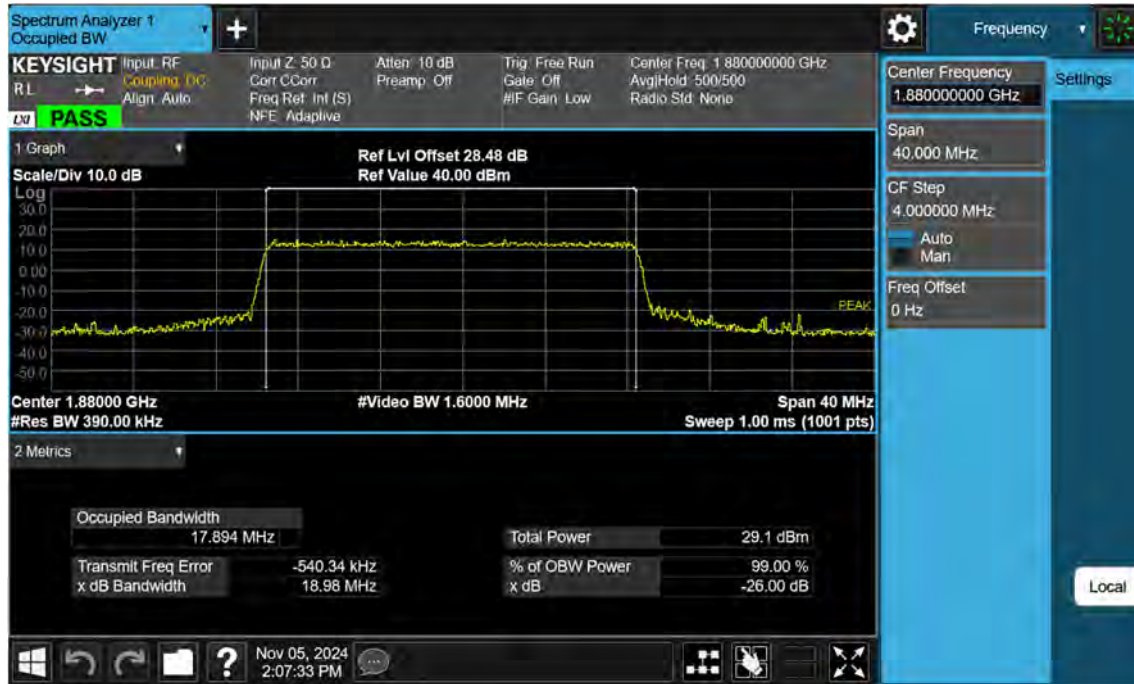 Spectrum Analyzer 1
Occupied BW
+
Frequency
KEYSIGHT
R L
LXI
PASS
Input: RF
Coupling: DC
Align: Auto
Input Z: 50 Ω
Corr CCorr
Freq Ref: Int (S)
NFE: Adaptive
Atten: 10 dB
Preamp: Off
Trig: Free Run
Gate: Off
#IF Gain: Low
Center Freq: 1.880000000 GHz
Avg|Hold: 500/500
Radio Std: None
Center Frequency
1.880000000 GHz
Settings
Span
40.000 MHz
CF Step
4.000000 MHz
Auto
Man
Freq Offset
0 Hz
Local
1 Graph
Scale/Div 10.0 dB
Ref Lvl Offset 28.48 dB
Ref Value 40.00 dBm
Log
30.0
20.0
10.0
0.00
-10.0
-20.0
-30.0
-40.0
-50.0
PEAK
Center 1.88000 GHz
#Res BW 390.00 kHz
#Video BW 1.6000 MHz
Span 40 MHz
Sweep 1.00 ms (1001 pts)
2 Metrics
Occupied Bandwidth
17.894 MHz
Transmit Freq Error -540.34 kHz
x dB Bandwidth 18.98 MHz
Total Power 29.1 dBm
% of OBW Power 99.00 %
x dB -26.00 dB
?
Nov 05, 2024
2:07:33 PM